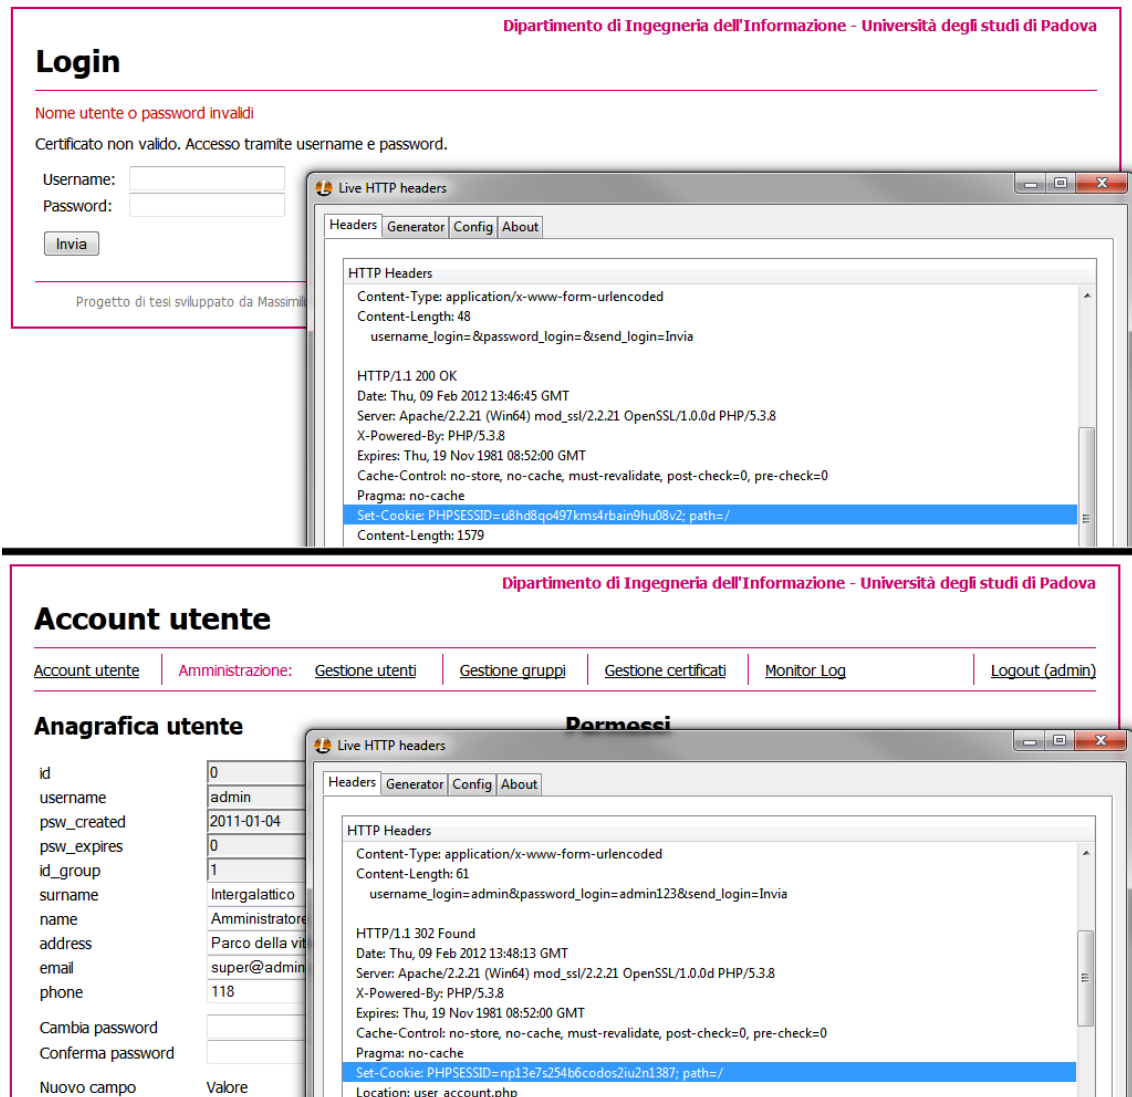 Dipartimento di Ingegneria dell'Informazione - Università degli studi di Padova
Login
Nome utente o password invalidi
Certificato non valido. Accesso tramite username e password.
Username:
Password:
Invia
Progetto di tesi sviluppato da
Live HTTP headers
Headers Generator Config About
HTTP Headers
Content-Type: application/x-www-form-urlencoded
Content-Length: 48
username_login=&password_login=&send_login=Invia
HTTP/1.1 200 OK
Date: Thu, 09 Feb 2012 13:46:45 GMT
Server: Apache/2.2.21 (Win64) mod_ssl/2.2.21 OpenSSL/1.0.0d PHP/5.3.8
X-Powered-By: PHP/5.3.8
Expires: Thu, 19 Nov 1981 08:52:00 GMT
Cache-Control: no-store, no-cache, must-revalidate, post-check=0, pre-check=0
Pragma: no-cache
Set-Cookie: PHPSESSID=u8hd8qo497kms4rbain9hu08v2; path=/
Content-Length: 1579
Dipartimento di Ingegneria dell'Informazione - Università degli studi di Padova
Account utente
Account utente Amministrazione: Gestione utenti Gestione gruppi Gestione certificati Monitor Log Logout (admin)
Anagrafica utente Permessi
id 0
username admin
psw_created 2011-01-04
psw_expires 0
id_group 1
surname Intergalattico
name Amministratore
address Parco della
email super@admin
phone 118
Cambia password
Conferma password
Nuovo campo Valore
Live HTTP headers
Headers Generator Config About
HTTP Headers
Content-Type: application/x-www-form-urlencoded
Content-Length: 61
username_login=admin&password_login=admin123&send_login=Invia
HTTP/1.1 302 Found
Date: Thu, 09 Feb 2012 13:48:13 GMT
Server: Apache/2.2.21 (Win64) mod_ssl/2.2.21 OpenSSL/1.0.0d PHP/5.3.8
X-Powered-By: PHP/5.3.8
Expires: Thu, 19 Nov 1981 08:52:00 GMT
Cache-Control: no-store, no-cache, must-revalidate, post-check=0, pre-check=0
Pragma: no-cache
Set-Cookie: PHPSESSID=np13e7s254b6codos2iu2n1387; path=/
Location: user_account.php